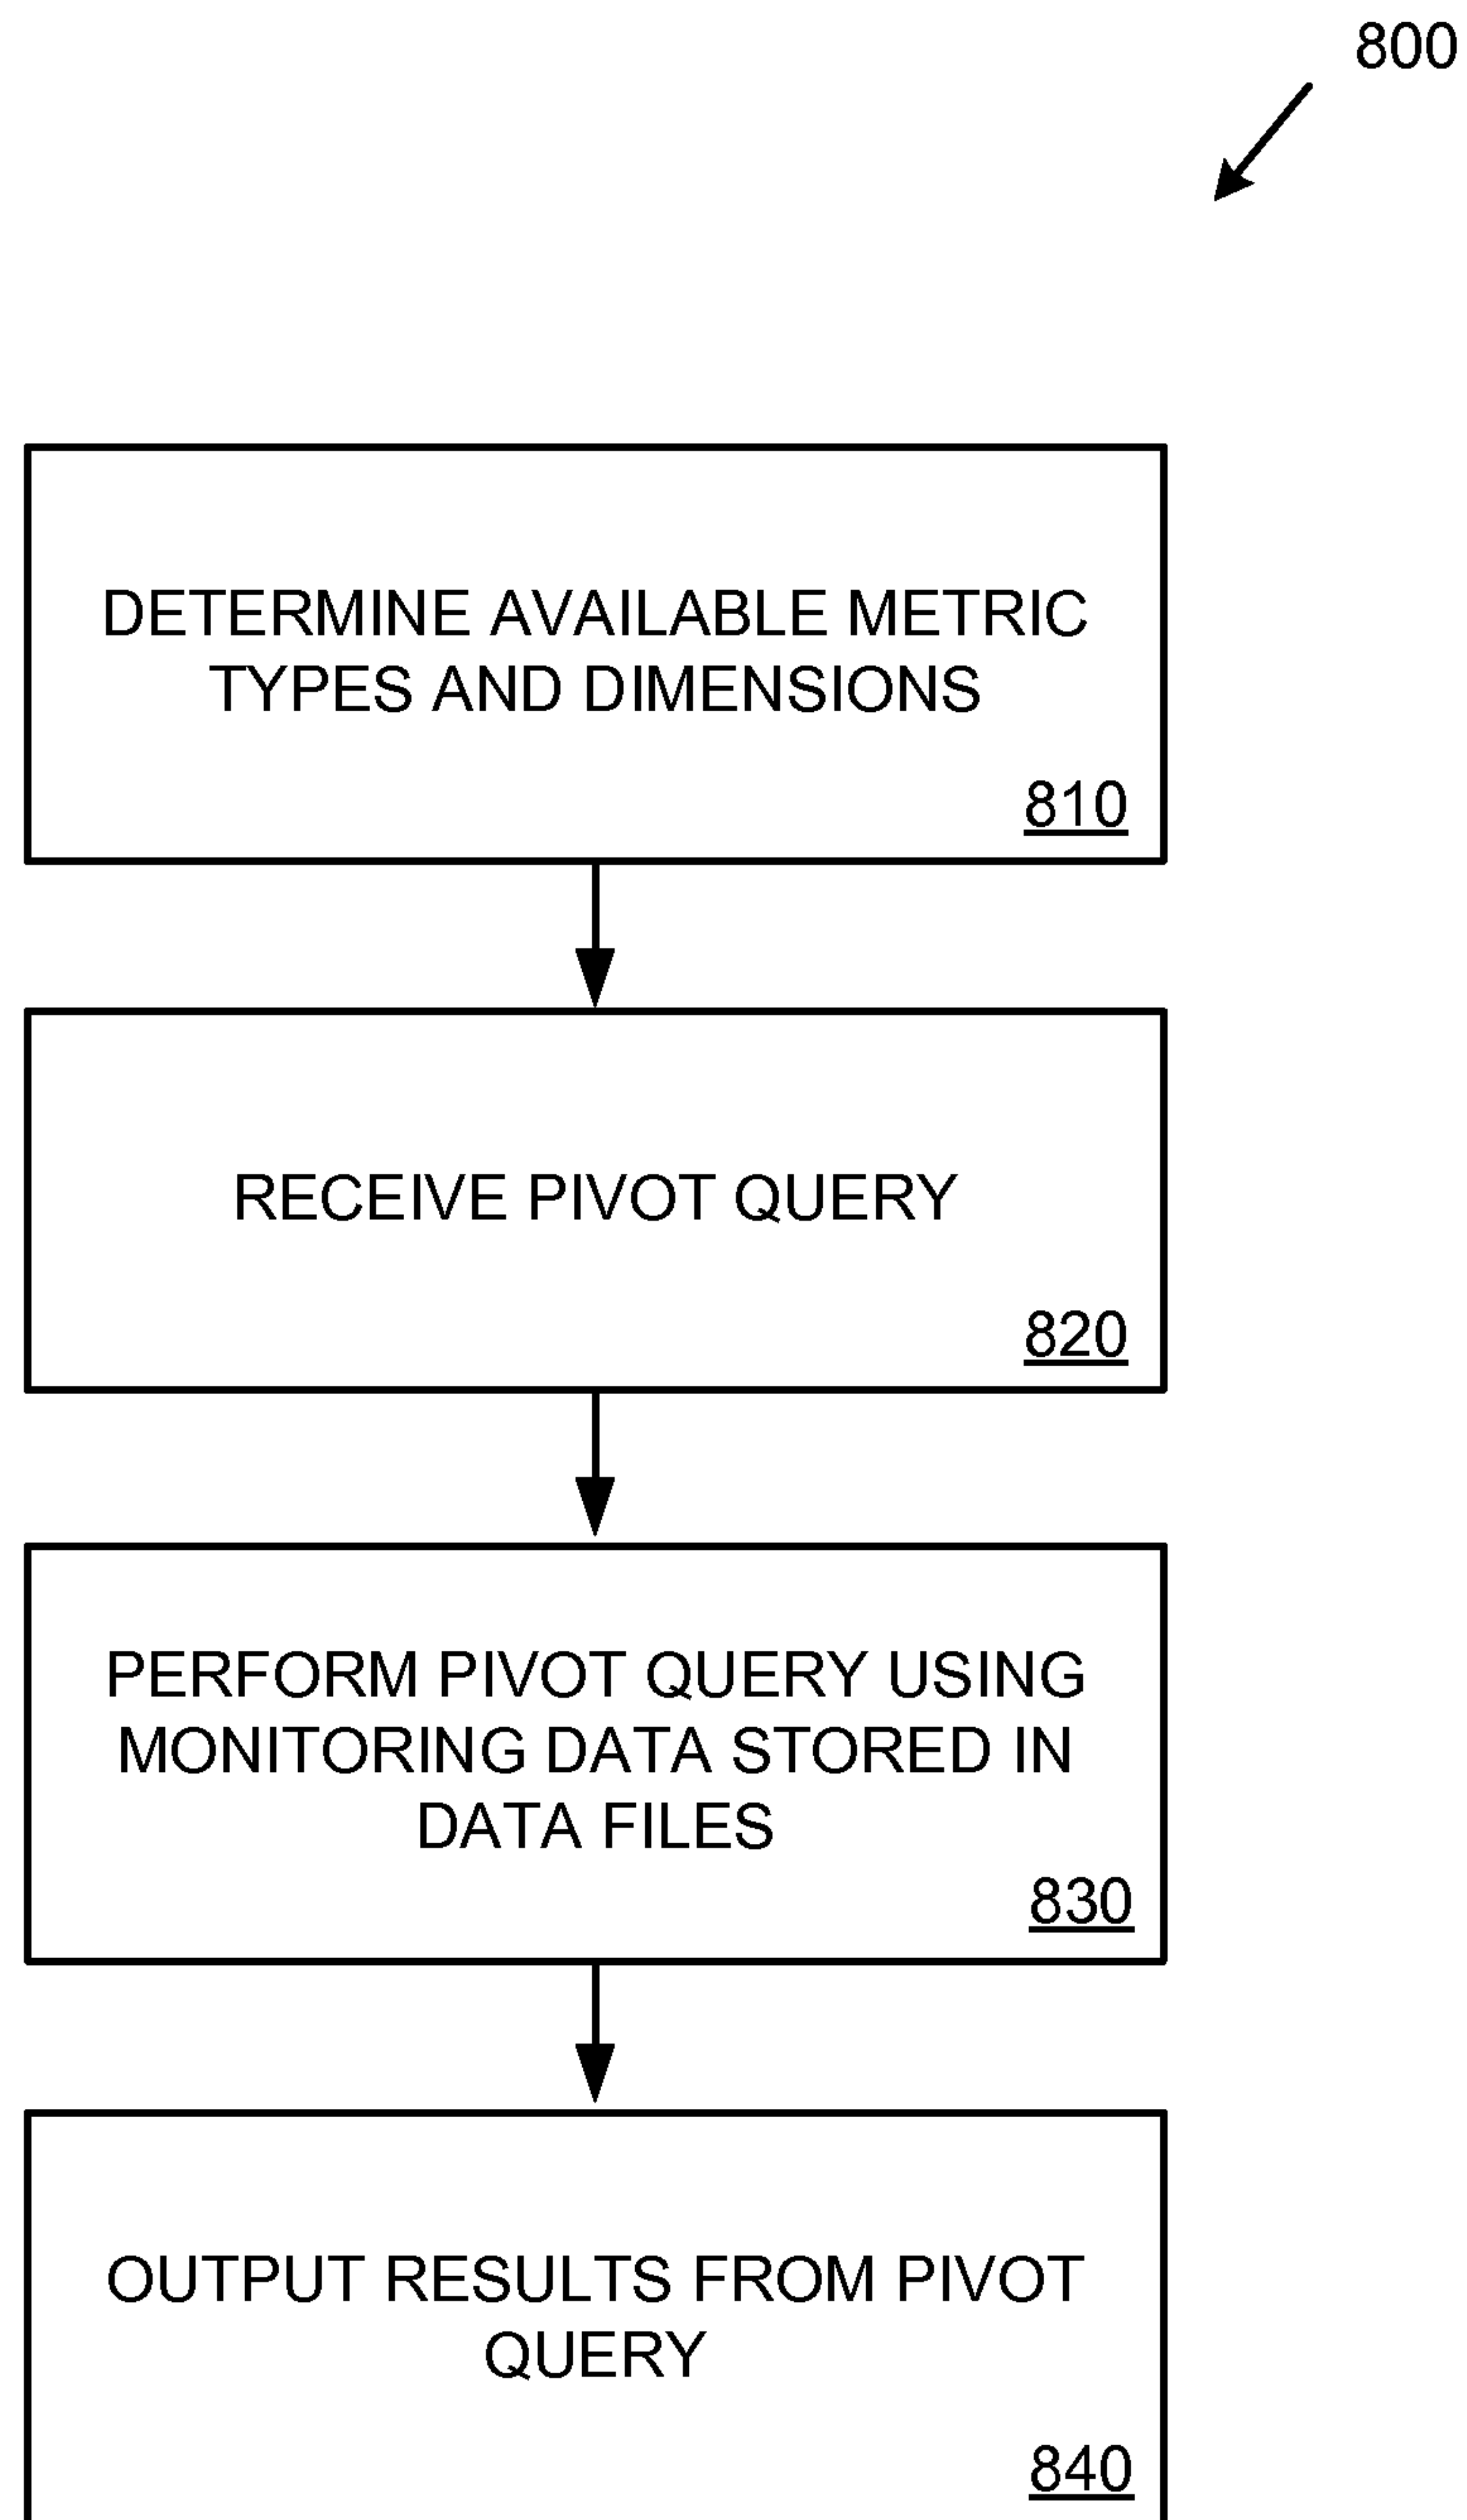 800
DETERMINE AVAILABLE METRIC
TYPES AND DIMENSIONS
810
RECEIVE PIVOT QUERY
820
PERFORM PIVOT QUERY USING
MONITORING DATA STORED IN
DATA FILES
830
OUTPUT RESULTS FROM PIVOT
QUERY
840